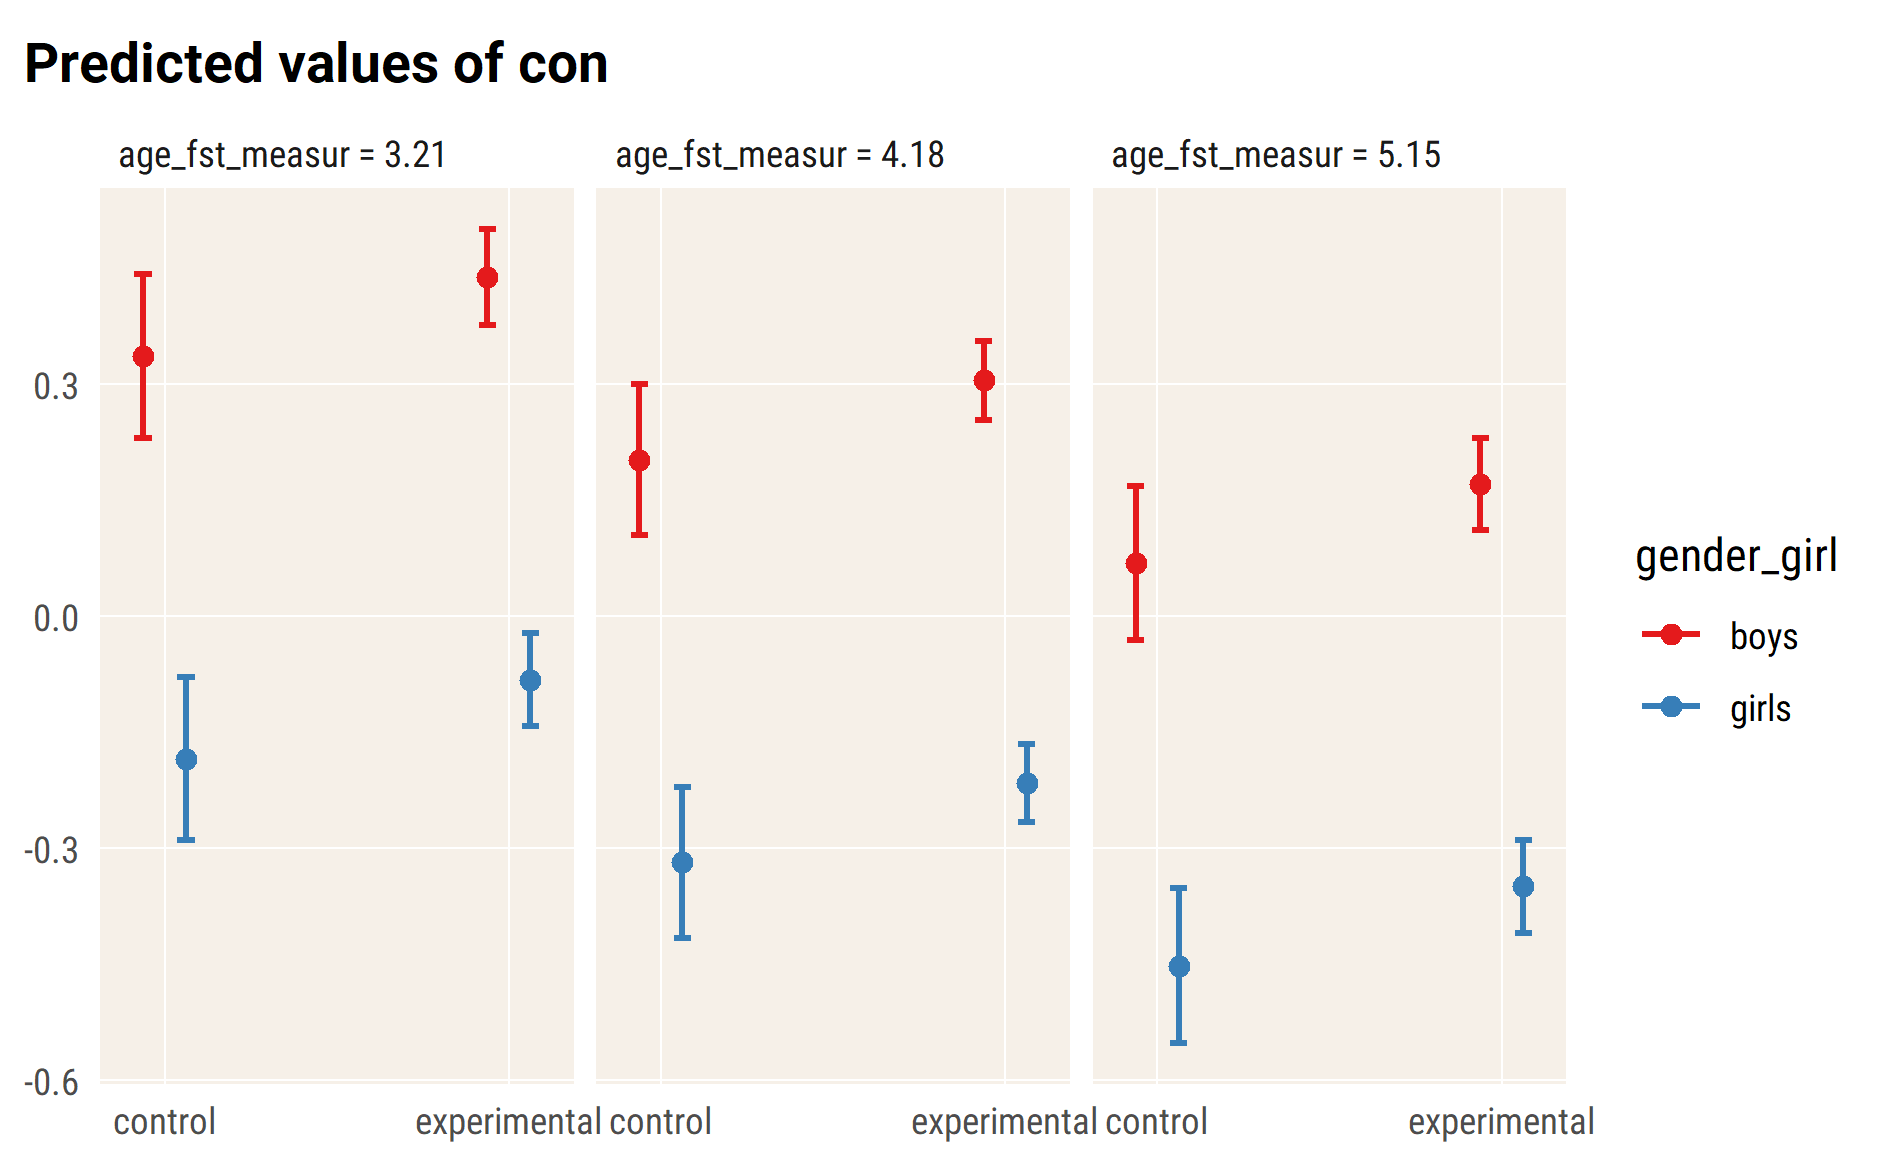 Predicted values of con
age_fst_measur = 3.21
age_fst_measur = 4.18
age_fst_measur = 5.15
0.3
0.0
-0.3
-0.6
control
experimental
control
experimental
control
experimental
gender_girl
boys
girls